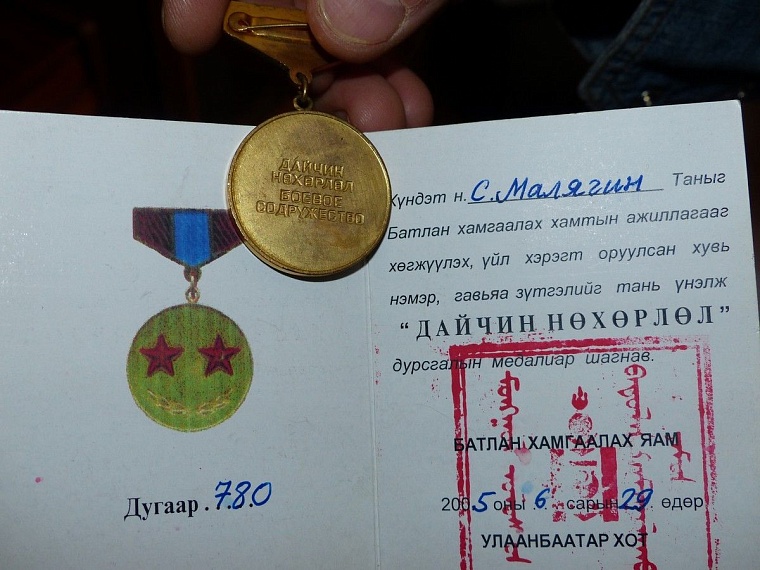 ДАЙЧИН
НӨХӨРЛӨЛ
БОЕВОЕ
СОДРУЖЕСТВО
Дугаар . 780
Хүндэт н. С. Малягин Таныг
Батлан хамгаалах хамтын ажиллагааг
хөгжүүлэх, үйл хэрэгт оруулсан хувь
нэмэр, гавьяа зүтгэлийг тань үнэлж
“ДАЙЧИН НӨХӨРЛӨЛ”
дурсгалын медалиар шагнав.
БАТЛАН ХАМГААЛАХ ЯАМ
2005 оны 6 сарын 29 өдөр
УЛААНБААТАР ХОТ